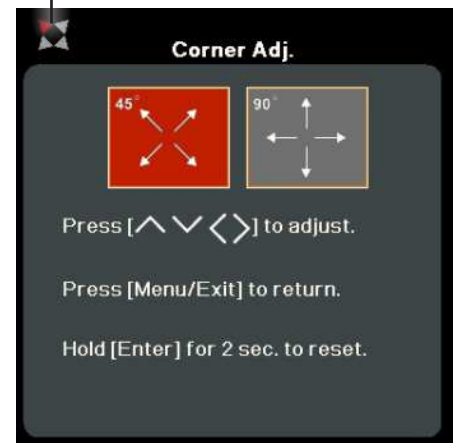 Corner Adj.
45° 90°
Press [∧ ∨ < >] to adjust.
Press [Menu/Exit] to return.
Hold [Enter] for 2 sec. to reset.